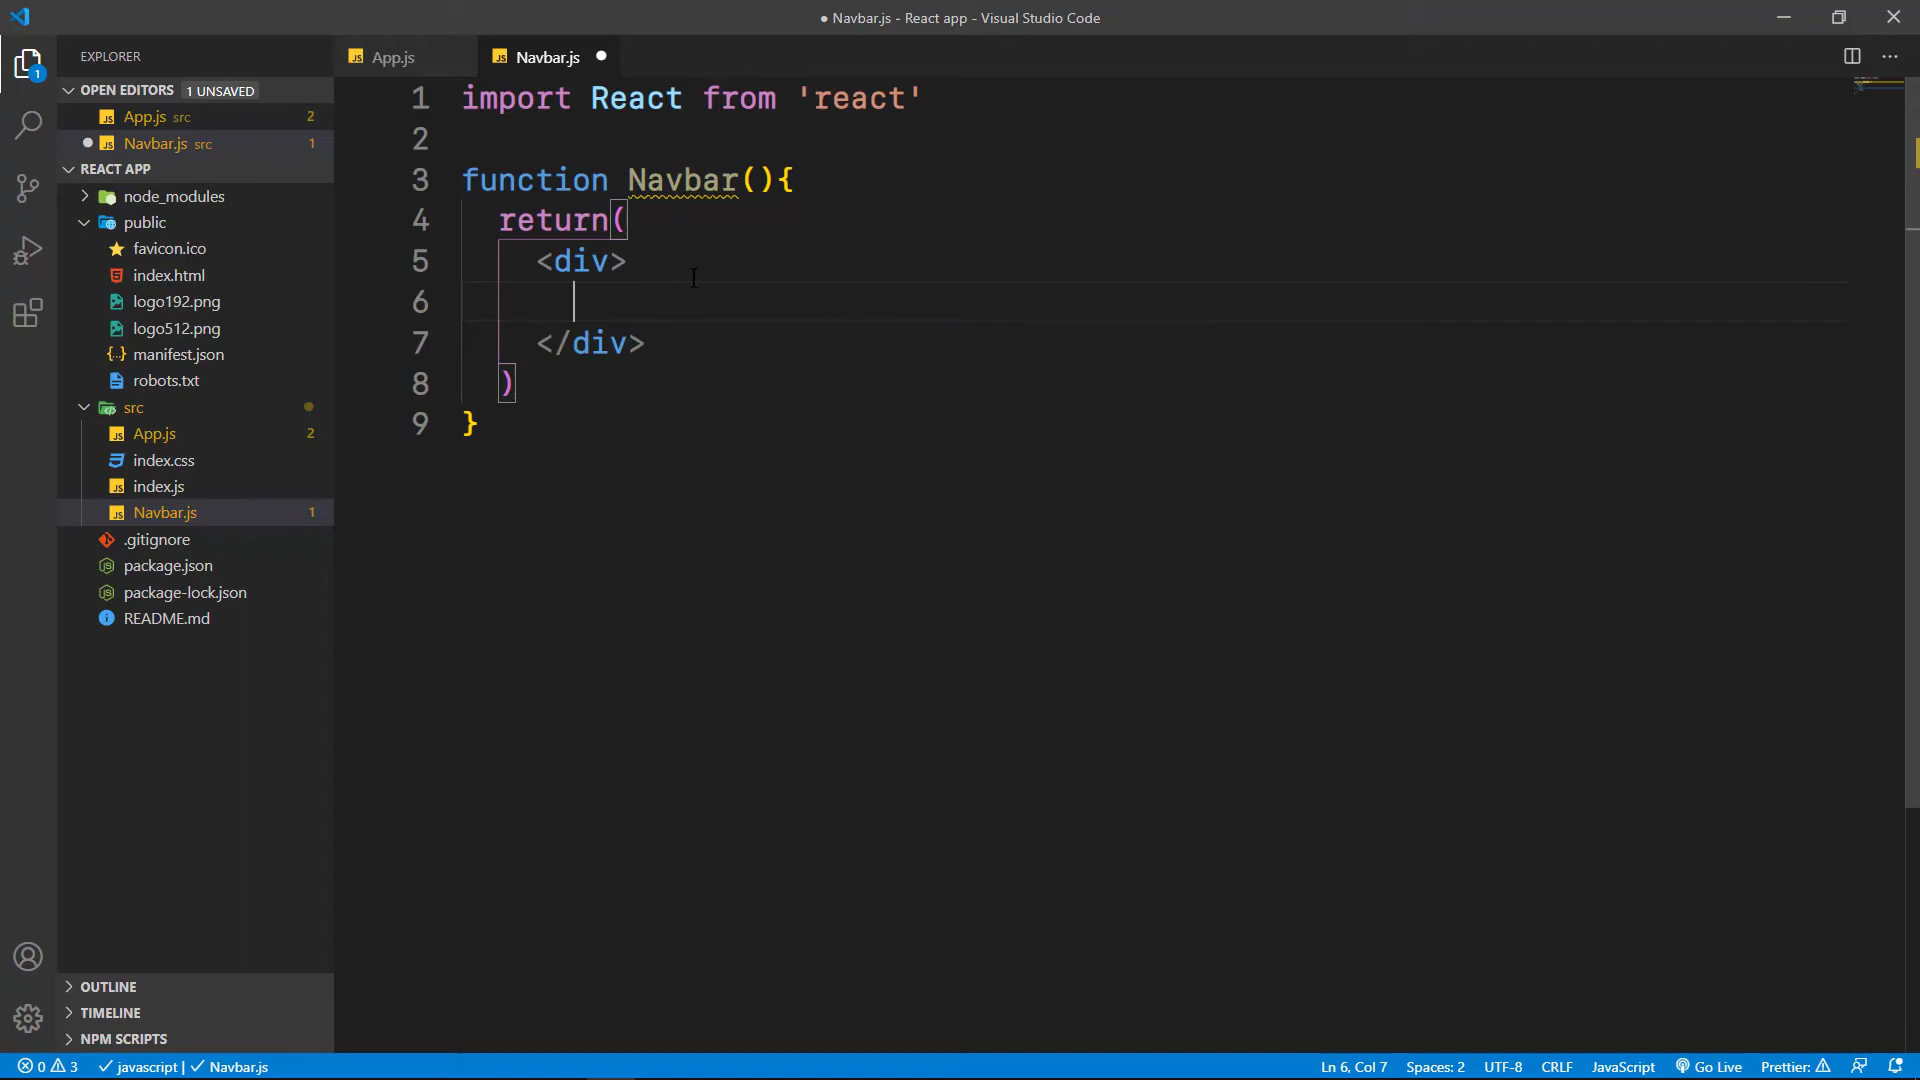 ● Navbar.js - React app - Visual Studio Code
EXPLORER
App.js
Navbar.js
1
OPEN EDITORS 1 UNSAVED
App.js src 2
Navbar.js src 1
REACT APP
node_modules
public
favicon.ico
index.html
logo192.png
logo512.png
manifest.json
robots.txt
src
App.js 2
index.css
index.js
Navbar.js 1
.gitignore
package.json
package-lock.json
README.md
OUTLINE
TIMELINE
NPM SCRIPTS
1 import React from 'react'
2
3 function Navbar(){
4 return(
5 <div>
6
7 </div>
8 )
9 }
0 3 javascript | Navbar.js Ln 6, Col 7 Spaces: 2 UTF-8 CRLF JavaScript Go Live Prettier: